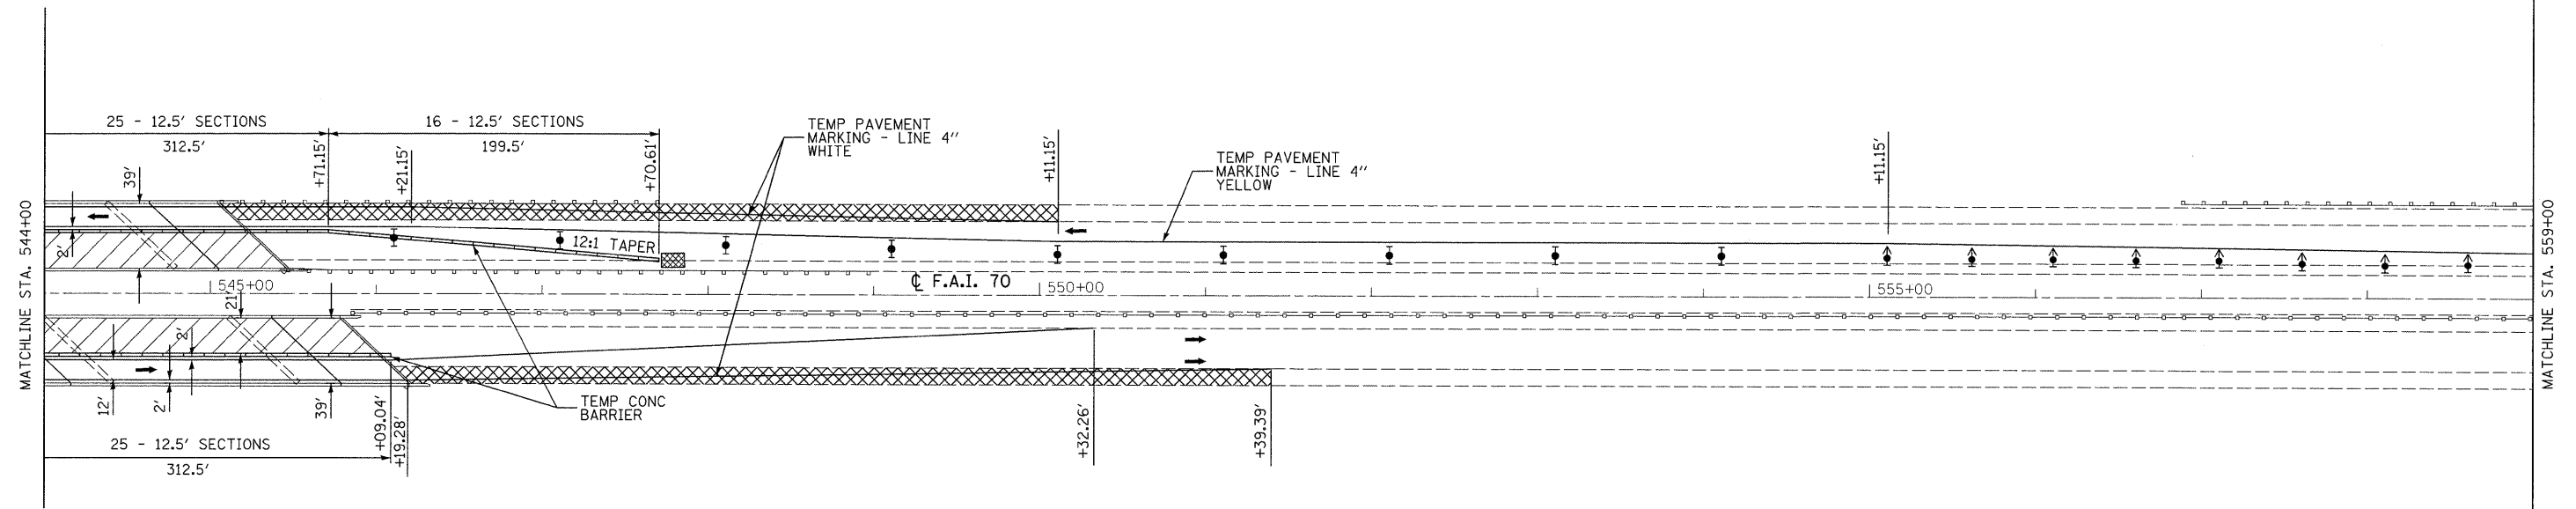 25 - 12.5' SECTIONS
312.5'
16 - 12.5' SECTIONS
199.5'
TEMP PAVEMENT
MARKING - LINE 4"
WHITE
TEMP PAVEMENT
MARKING - LINE 4"
YELLOW
+71.15'
+21.15'
+70.61'
+11.15'
+11.15'
39'
2'
12:1 TAPER
MATCHLINE STA. 544+00
MATCHLINE STA. 559+00
℄ F.A.I. 70
545+00
550+00
555+00
21'
2'
12'
2'
39'
+09.04'
+19.28'
TEMP CONC
BARRIER
+32.26'
+39.39'
25 - 12.5' SECTIONS
312.5'